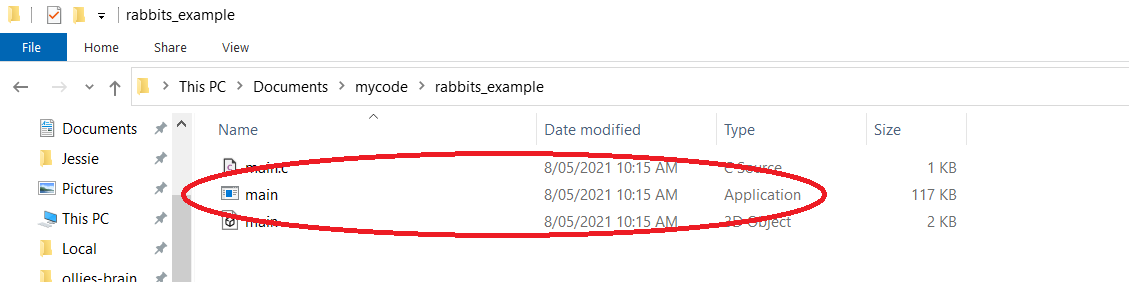 rabbits_example
File Home Share View
This PC Documents mycode rabbits_example
Name Date modified Type Size
Documents
Jessie
Pictures
This PC
Local
ollies-brain
main.c 8/05/2021 10:15 AM C Source 1 KB
main 8/05/2021 10:15 AM Application 117 KB
main 8/05/2021 10:15 AM 3D Object 2 KB